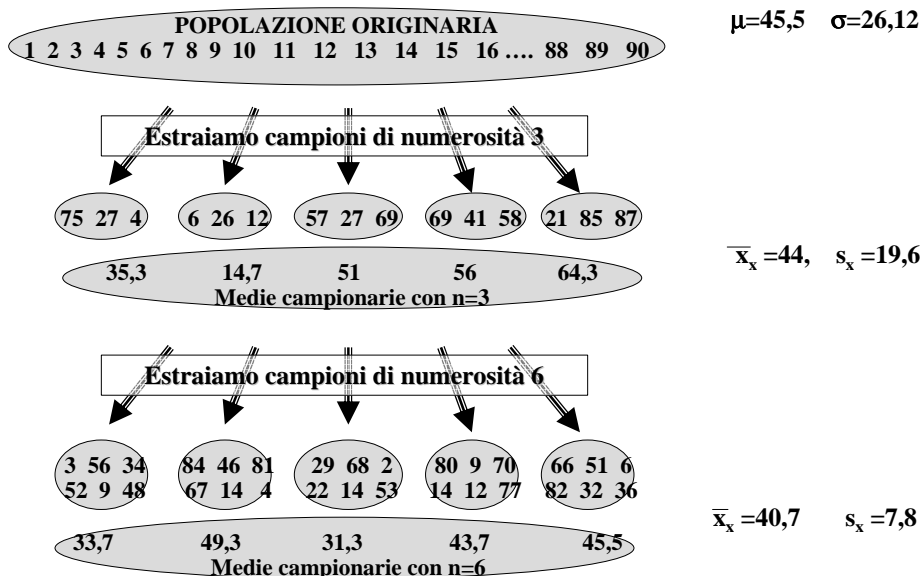 POPOLAZIONE ORIGINARIA
1 2 3 4 5 6 7 8 9 10 11 12 13 14 15 16 .... 88 89 90
μ=45,5 σ=26,12
Estraiamo campioni di numerosità 3
75 27 4 6 26 12 57 27 69 69 41 58 21 85 87
35,3 14,7 51 56 64,3
Medie campionarie con n=3
x̄ₓ =44, sₓ =19,6
Estraiamo campioni di numerosità 6
3 56 34 84 46 81 29 68 2 80 9 70 66 51 6
52 9 48 67 14 4 22 14 53 14 12 77 82 32 36
33,7 49,3 31,3 43,7 45,5
Medie campionarie con n=6
x̄ₓ =40,7 sₓ =7,8